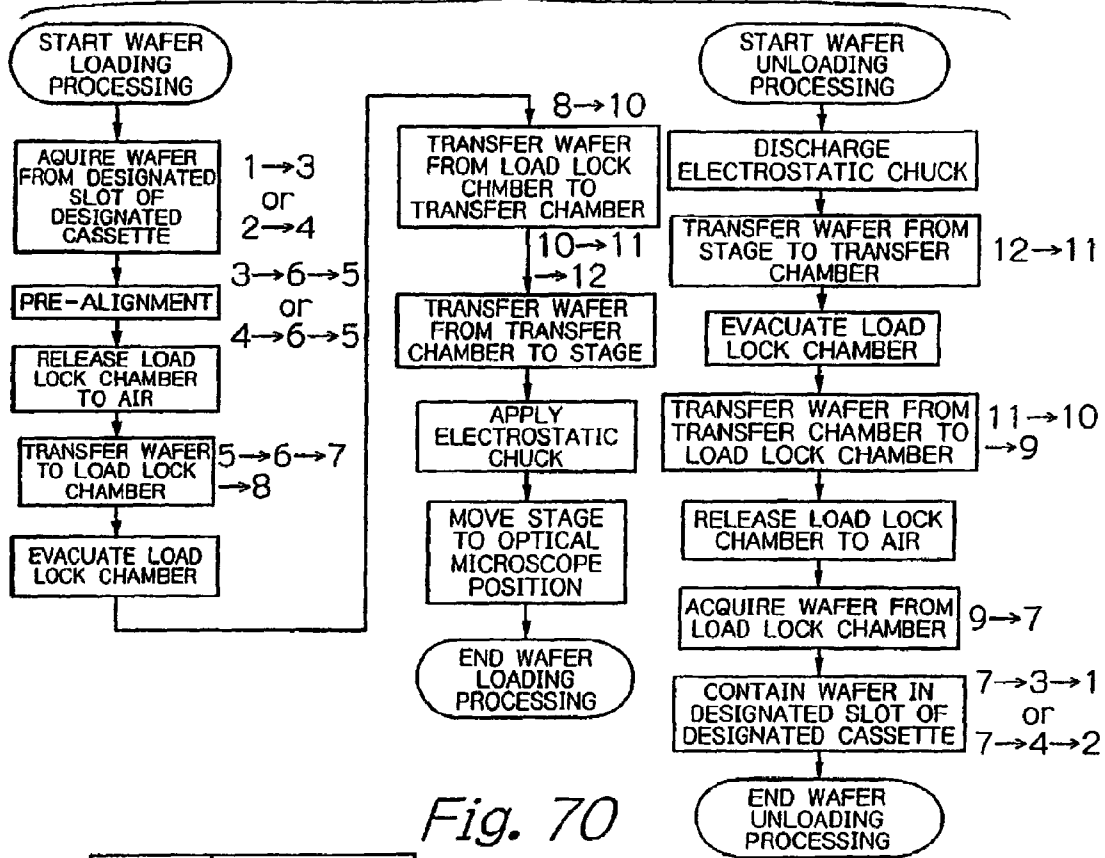 START WAFER
LOADING
PROCESSING
AQUIRE WAFER
FROM DESIGNATED
SLOT OF
DESIGNATED
CASSETTE
1→3
or
2→4
PRE-ALIGNMENT
3→6→5
or
4→6→5
RELEASE LOAD
LOCK CHAMBER
TO AIR
TRANSFER WAFER
TO LOAD LOCK
CHAMBER
5→6→7
→8
EVACUATE LOAD
LOCK CHAMBER
8→10
TRANSFER WAFER
FROM LOAD LOCK
CHMBER TO
TRANSFER CHAMBER
10→11
→12
TRANSFER WAFER
FROM TRANSFER
CHAMBER TO STAGE
APPLY
ELECTROSTATIC
CHUCK
MOVE STAGE
TO OPTICAL
MICROSCOPE
POSITION
END WAFER
LOADING
PROCESSING
START WAFER
UNLOADING
PROCESSING
DISCHARGE
ELECTROSTATIC CHUCK
TRANSFER WAFER FROM
STAGE TO TRANSFER
CHAMBER
12→11
EVACUATE LOAD
LOCK CHAMBER
TRANSFER WAFER FROM
TRANSFER CHAMBER TO
LOAD LOCK CHAMBER
11→10
→9
RELEASE LOAD LOCK
CHAMBER TO AIR
ACQUIRE WAFER FROM
LOAD LOCK CHAMBER
9→7
CONTAIN WAFER IN
DESIGNATED SLOT OF
DESIGNATED CASSETTE
7→3→1
or
7→4→2
END WAFER
UNLOADING
PROCESSING
Fig. 70